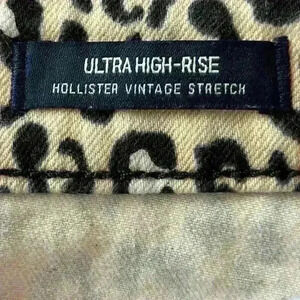 ULTRA HIGH-RISE
HOLLISTER VINTAGE STRETCH